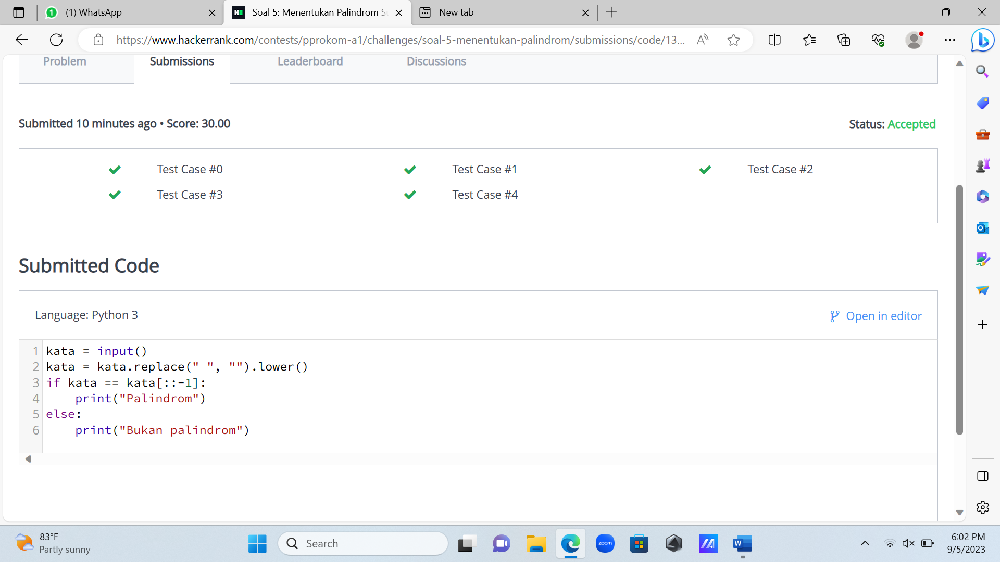 (1) WhatsApp
Soal 5: Menentukan Palindrom
New tab
https://www.hackerrank.com/contests/pprokom-a1/challenges/soal-5-menentukan-palindrom/submissions/code/13...
Problem
Submissions
Leaderboard
Discussions
Submitted 10 minutes ago • Score: 30.00
Status: Accepted
Test Case #0
Test Case #1
Test Case #2
Test Case #3
Test Case #4
Submitted Code
Language: Python 3
Open in editor
1 kata = input()
2 kata = kata.replace(" ", "").lower()
3 if kata == kata[::-1]:
4     print("Palindrom")
5 else:
6     print("Bukan palindrom")
83°F
Partly sunny
Search
zoom
6:02 PM
9/5/2023